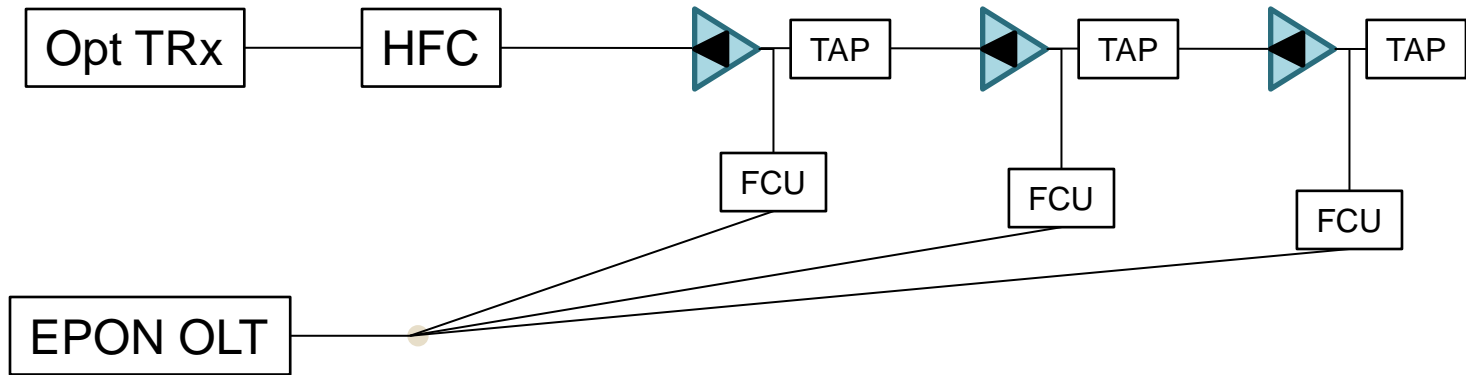 Opt TRx
HFC
TAP
TAP
TAP
FCU
FCU
FCU
EPON OLT